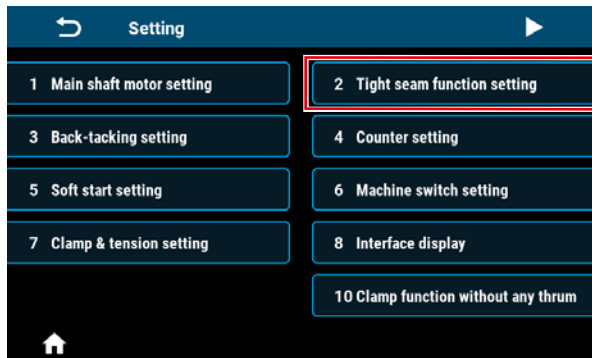 Setting
1 Main shaft motor setting
2 Tight seam function setting
3 Back-tacking setting
4 Counter setting
5 Soft start setting
6 Machine switch setting
7 Clamp & tension setting
8 Interface display
10 Clamp function without any thrum